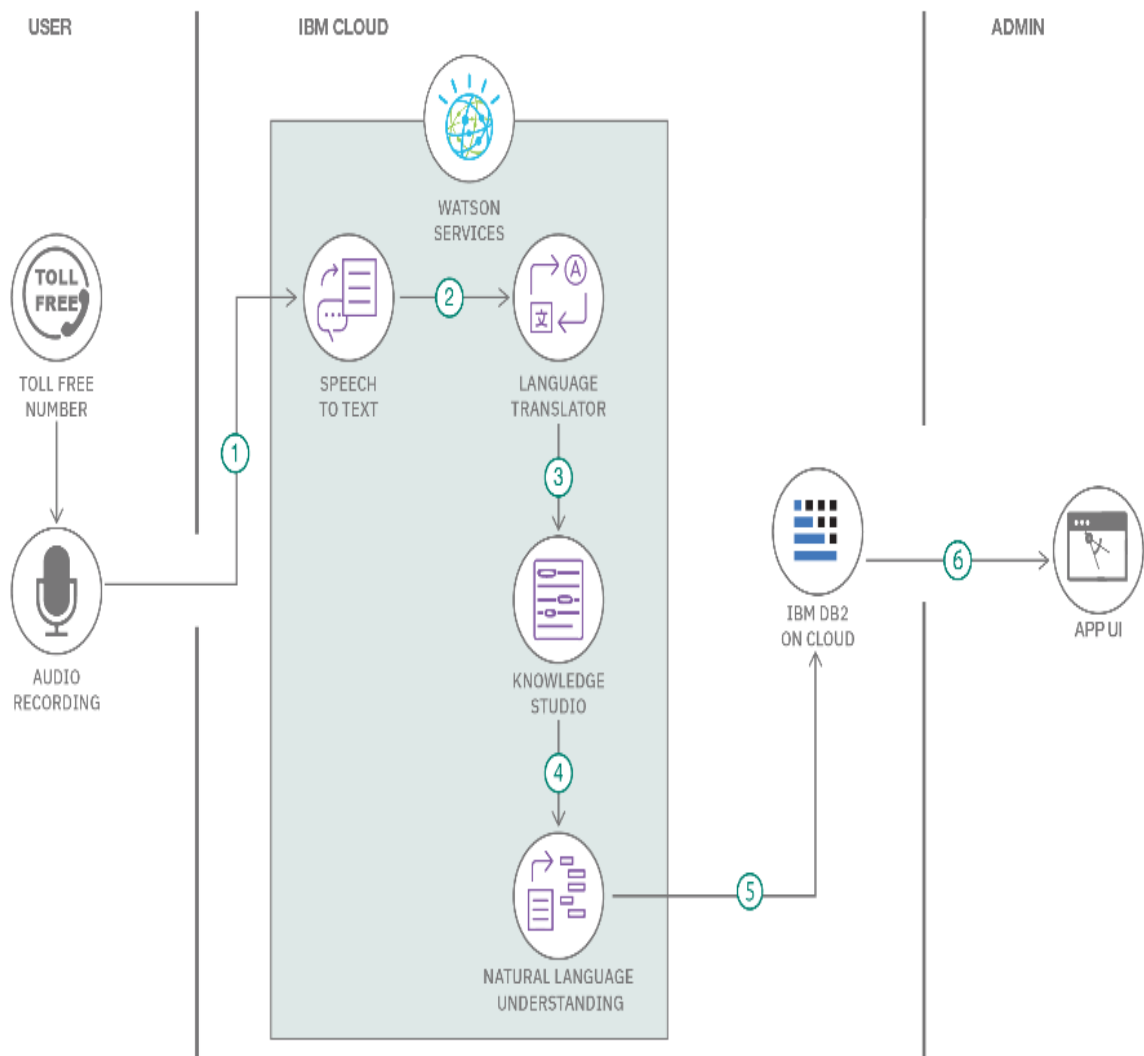 USER
IBM CLOUD
ADMIN
WATSON
SERVICES
TOLL
FREE
TOLL FREE
NUMBER
1
AUDIO
RECORDING
SPEECH
TO TEXT
2
A
文
LANGUAGE
TRANSLATOR
3
KNOWLEDGE
STUDIO
4
NATURAL LANGUAGE
UNDERSTANDING
5
IBM DB2
ON CLOUD
6
APP UI